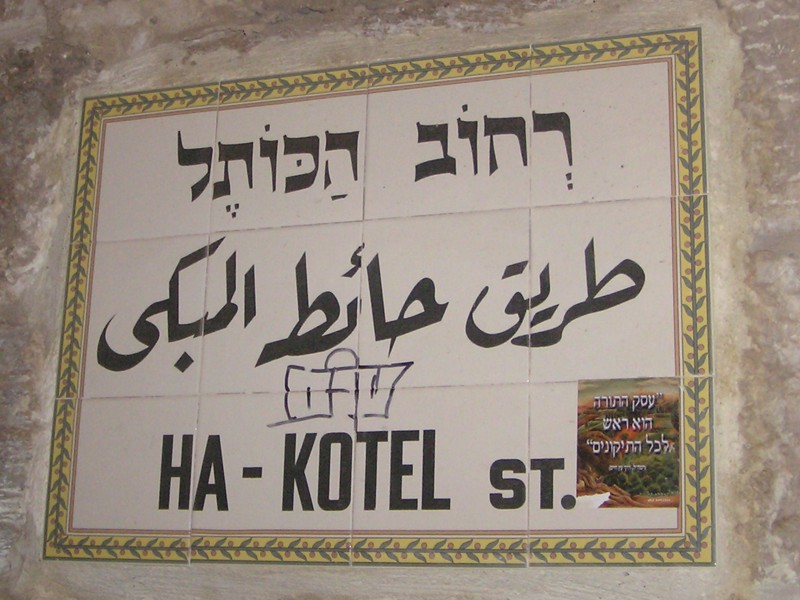 רְחוֹב הַכּוֹתֶל
طريق حائط المبكى
HA-KOTEL ST.
"עסק התורה
הוא ראש
לכל התיקונים"